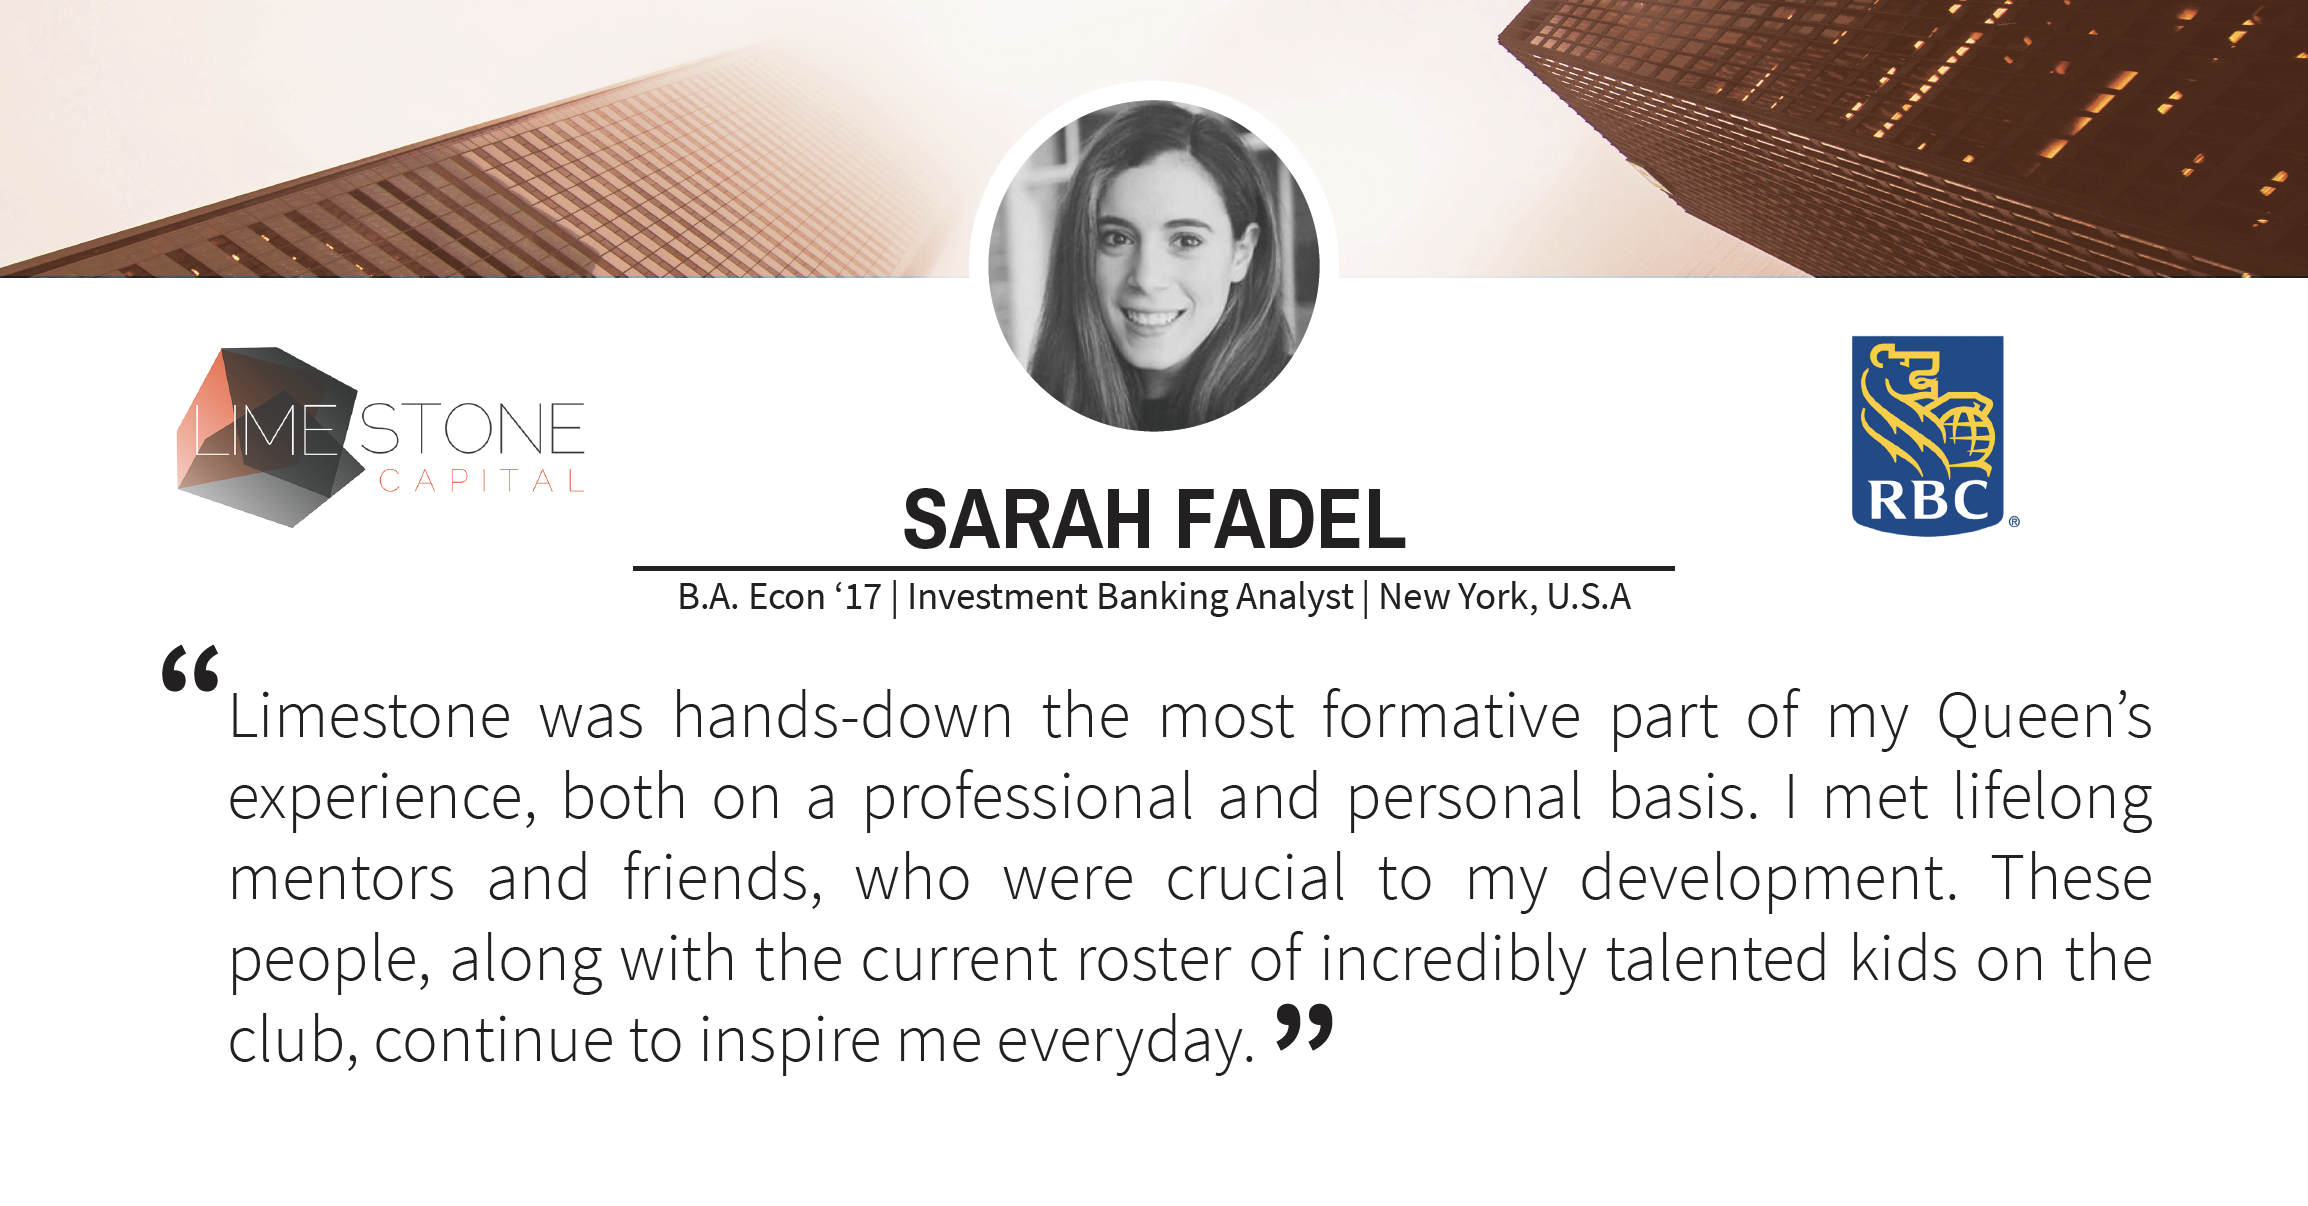 LIMESTONE
CAPITAL
RBC
®
SARAH FADEL
B.A. Econ ‘17 | Investment Banking Analyst | New York, U.S.A
“Limestone was hands-down the most formative part of my Queen’s
experience, both on a professional and personal basis. I met lifelong
mentors and friends, who were crucial to my development. These
people, along with the current roster of incredibly talented kids on the
club, continue to inspire me everyday.”